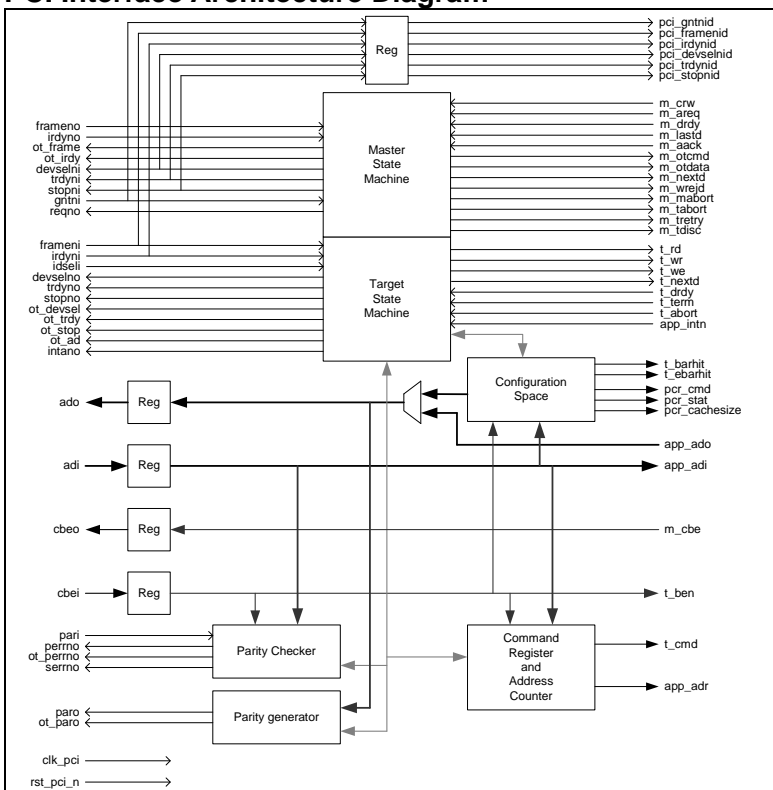 PCI Interface Architecture Diagram
pci_gntnid
pci_framenid
pci_irdynid
pci_devselnid
pci_trdynid
pci_stopnid
Reg
frameno
irdyno
ot_frame
ot_irdy
devselni
trdyni
stopni
gntni
reqno
Master
State
Machine
m_crw
m_areq
m_drdy
m_lastd
m_aack
m_otcmd
m_otdata
m_nextd
m_wrejd
m_mabort
m_tabort
m_tretry
m_tdisc
frameni
irdyni
idseli
devselno
trdyno
stopno
ot_devsel
ot_trdy
ot_stop
ot_ad
intano
Target
State
Machine
t_rd
t_wr
t_we
t_nextd
t_drdy
t_term
t_abort
app_intn
Configuration
Space
t_barhit
t_ebarhit
pcr_cmd
pcr_stat
pcr_cachesize
ado
Reg
app_ado
adi
Reg
app_adi
cbeo
Reg
m_cbe
cbei
Reg
t_ben
pari
perrno
ot_perrno
serrno
Parity Checker
Command
Register
and
Address
Counter
t_cmd
app_adr
paro
ot_paro
Parity generator
clk_pci
rst_pci_n